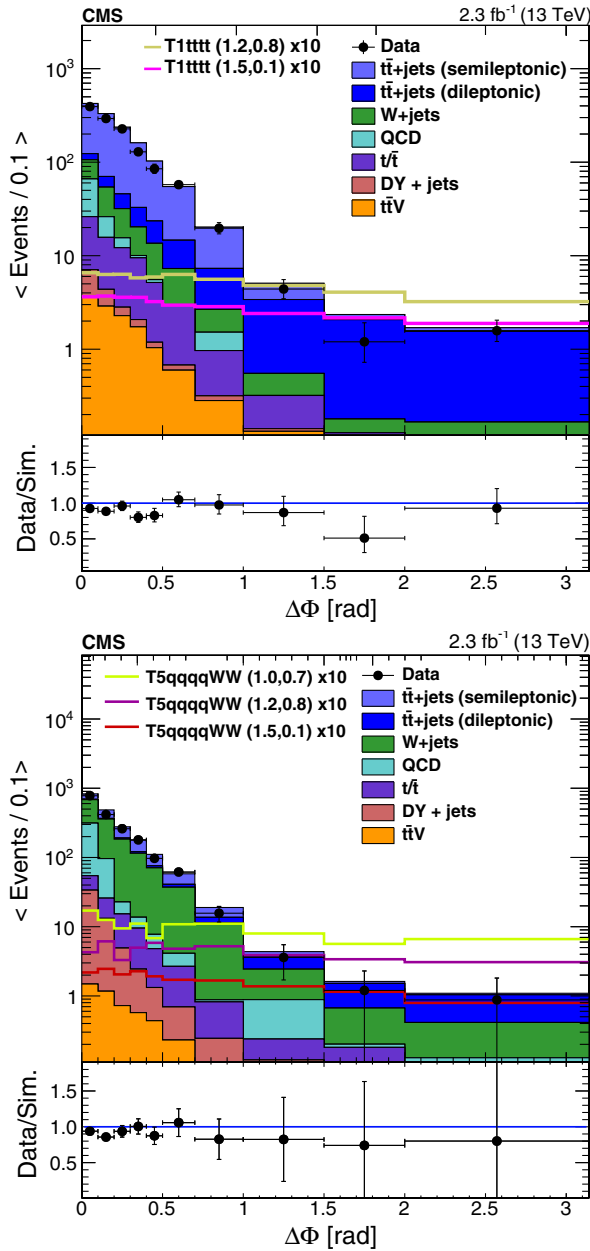 CMS 2.3 fb⁻¹ (13 TeV)
T1tttt (1.2,0.8) x10
T1tttt (1.5,0.1) x10
Data
tt̄+jets (semileptonic)
tt̄+jets (dileptonic)
W+jets
QCD
t/t̄
DY + jets
tt̄V
< Events / 0.1 >
10³
10²
10
1
Data/Sim.
1.5
1.0
0.5
0 0.5 1 1.5 2 2.5 3
ΔΦ [rad]
CMS 2.3 fb⁻¹ (13 TeV)
T5qqqqWW (1.0,0.7) x10
T5qqqqWW (1.2,0.8) x10
T5qqqqWW (1.5,0.1) x10
Data
tt̄+jets (semileptonic)
tt̄+jets (dileptonic)
W+jets
QCD
t/t̄
DY + jets
tt̄V
< Events / 0.1>
10⁴
10³
10²
10
1
Data/Sim.
1.5
1.0
0.5
0 0.5 1 1.5 2 2.5 3
ΔΦ [rad]